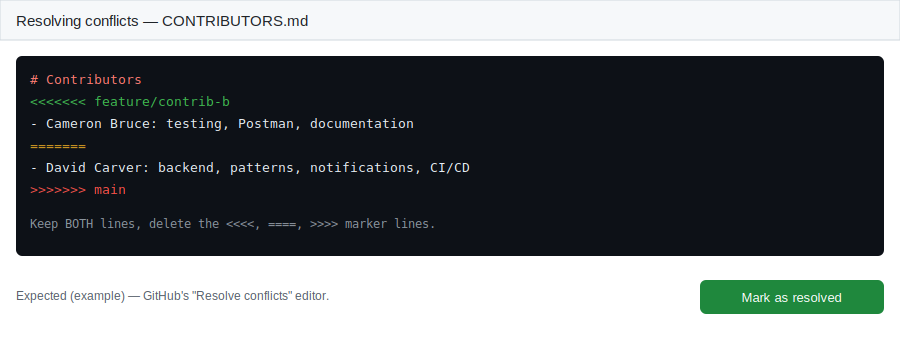 Resolving conflicts — CONTRIBUTORS.md
# Contributors
<<<<<<< feature/contrib-b
- Cameron Bruce: testing, Postman, documentation
=======
- David Carver: backend, patterns, notifications, CI/CD
>>>>>>> main
Keep BOTH lines, delete the <<<<, ====, >>>> marker lines.
Expected (example) — GitHub's "Resolve conflicts" editor.
Mark as resolved